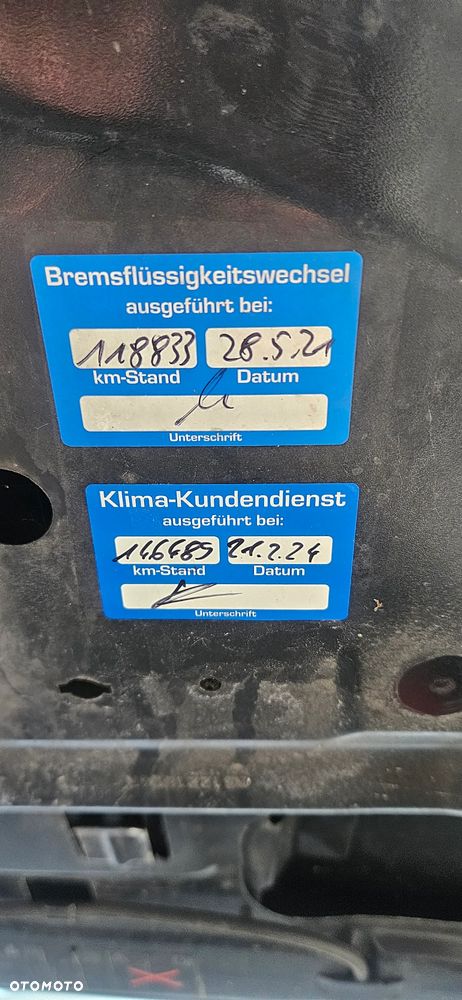 Bremsflüssigkeitswechsel
ausgeführt bei:
118833 28.5.21
km-Stand Datum
Unterschrift
Klima-Kundendienst
ausgeführt bei:
146489 21.2.24
km-Stand Datum
Unterschrift
OTOMOTO